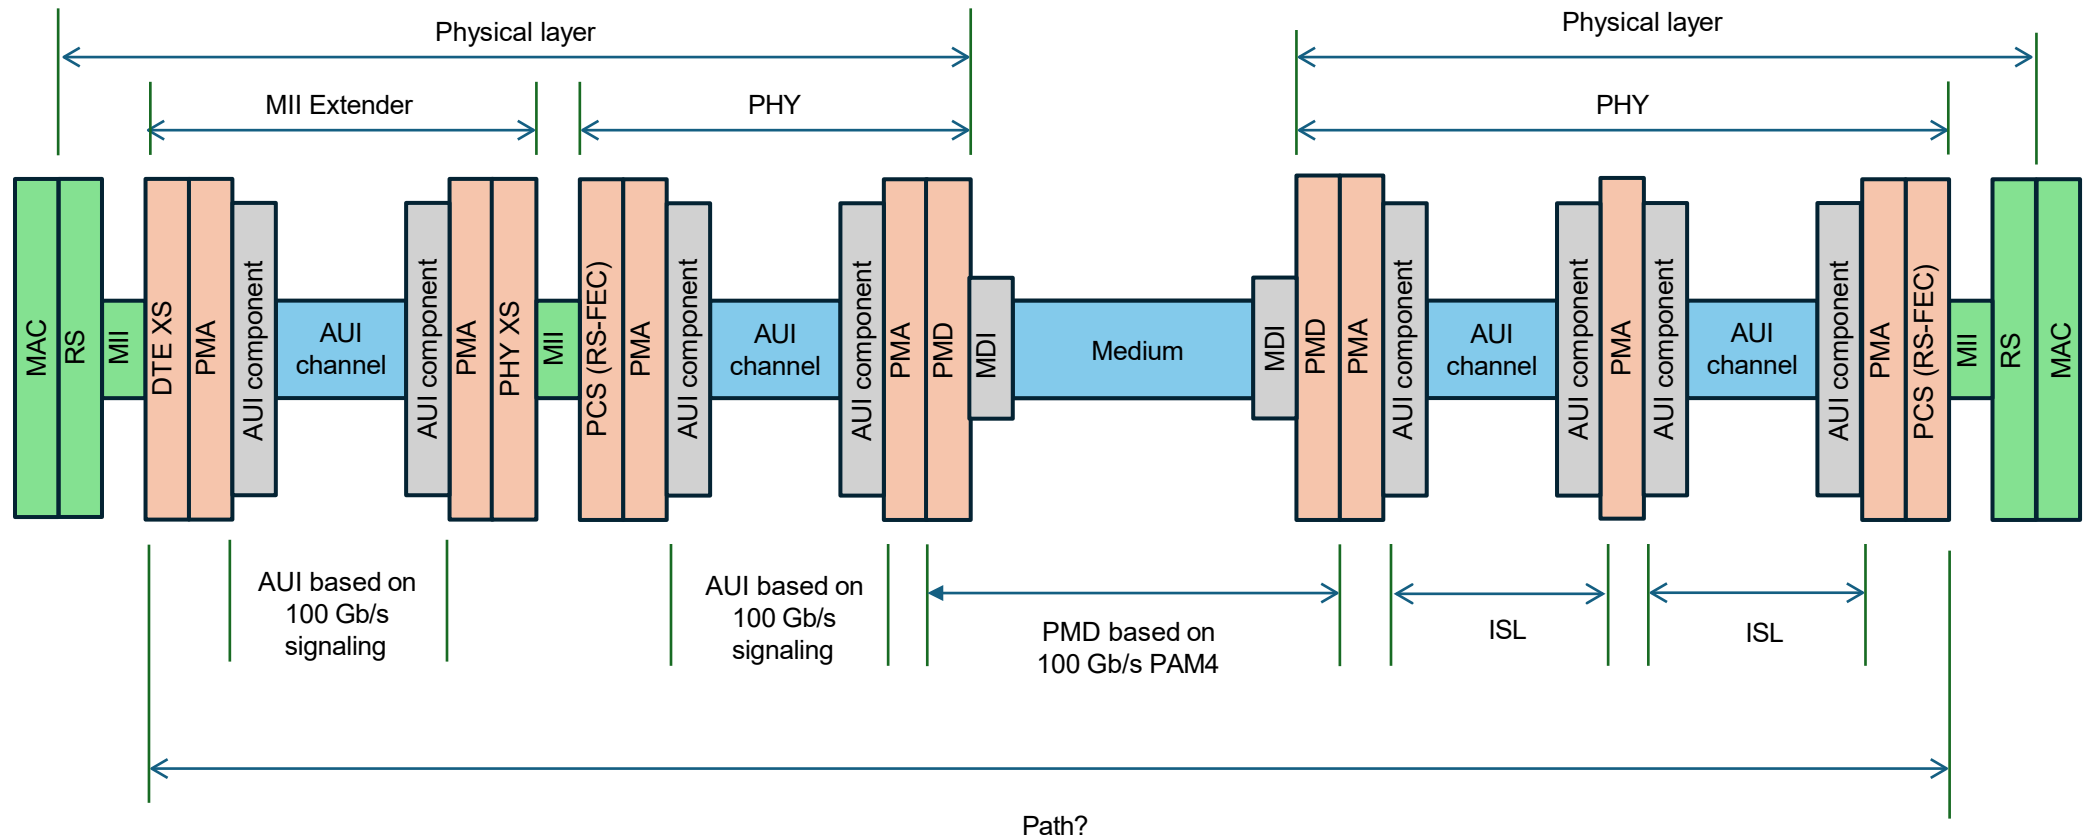 Physical layer
Physical layer
MII Extender
PHY
PHY
MAC
RS
MII
DTE XS
PMA
AUI component
AUI
channel
AUI component
PMA
PHY XS
MII
PCS (RS-FEC)
PMA
AUI component
AUI
channel
AUI component
PMA
PMD
MDI
Medium
MDI
PMD
PMA
AUI component
AUI
channel
AUI component
PMA
AUI component
AUI
channel
AUI component
PMA
PCS (RS-FEC)
MII
RS
MAC
AUI based on
100 Gb/s
signaling
AUI based on
100 Gb/s
signaling
PMD based on
100 Gb/s PAM4
ISL
ISL
Path?